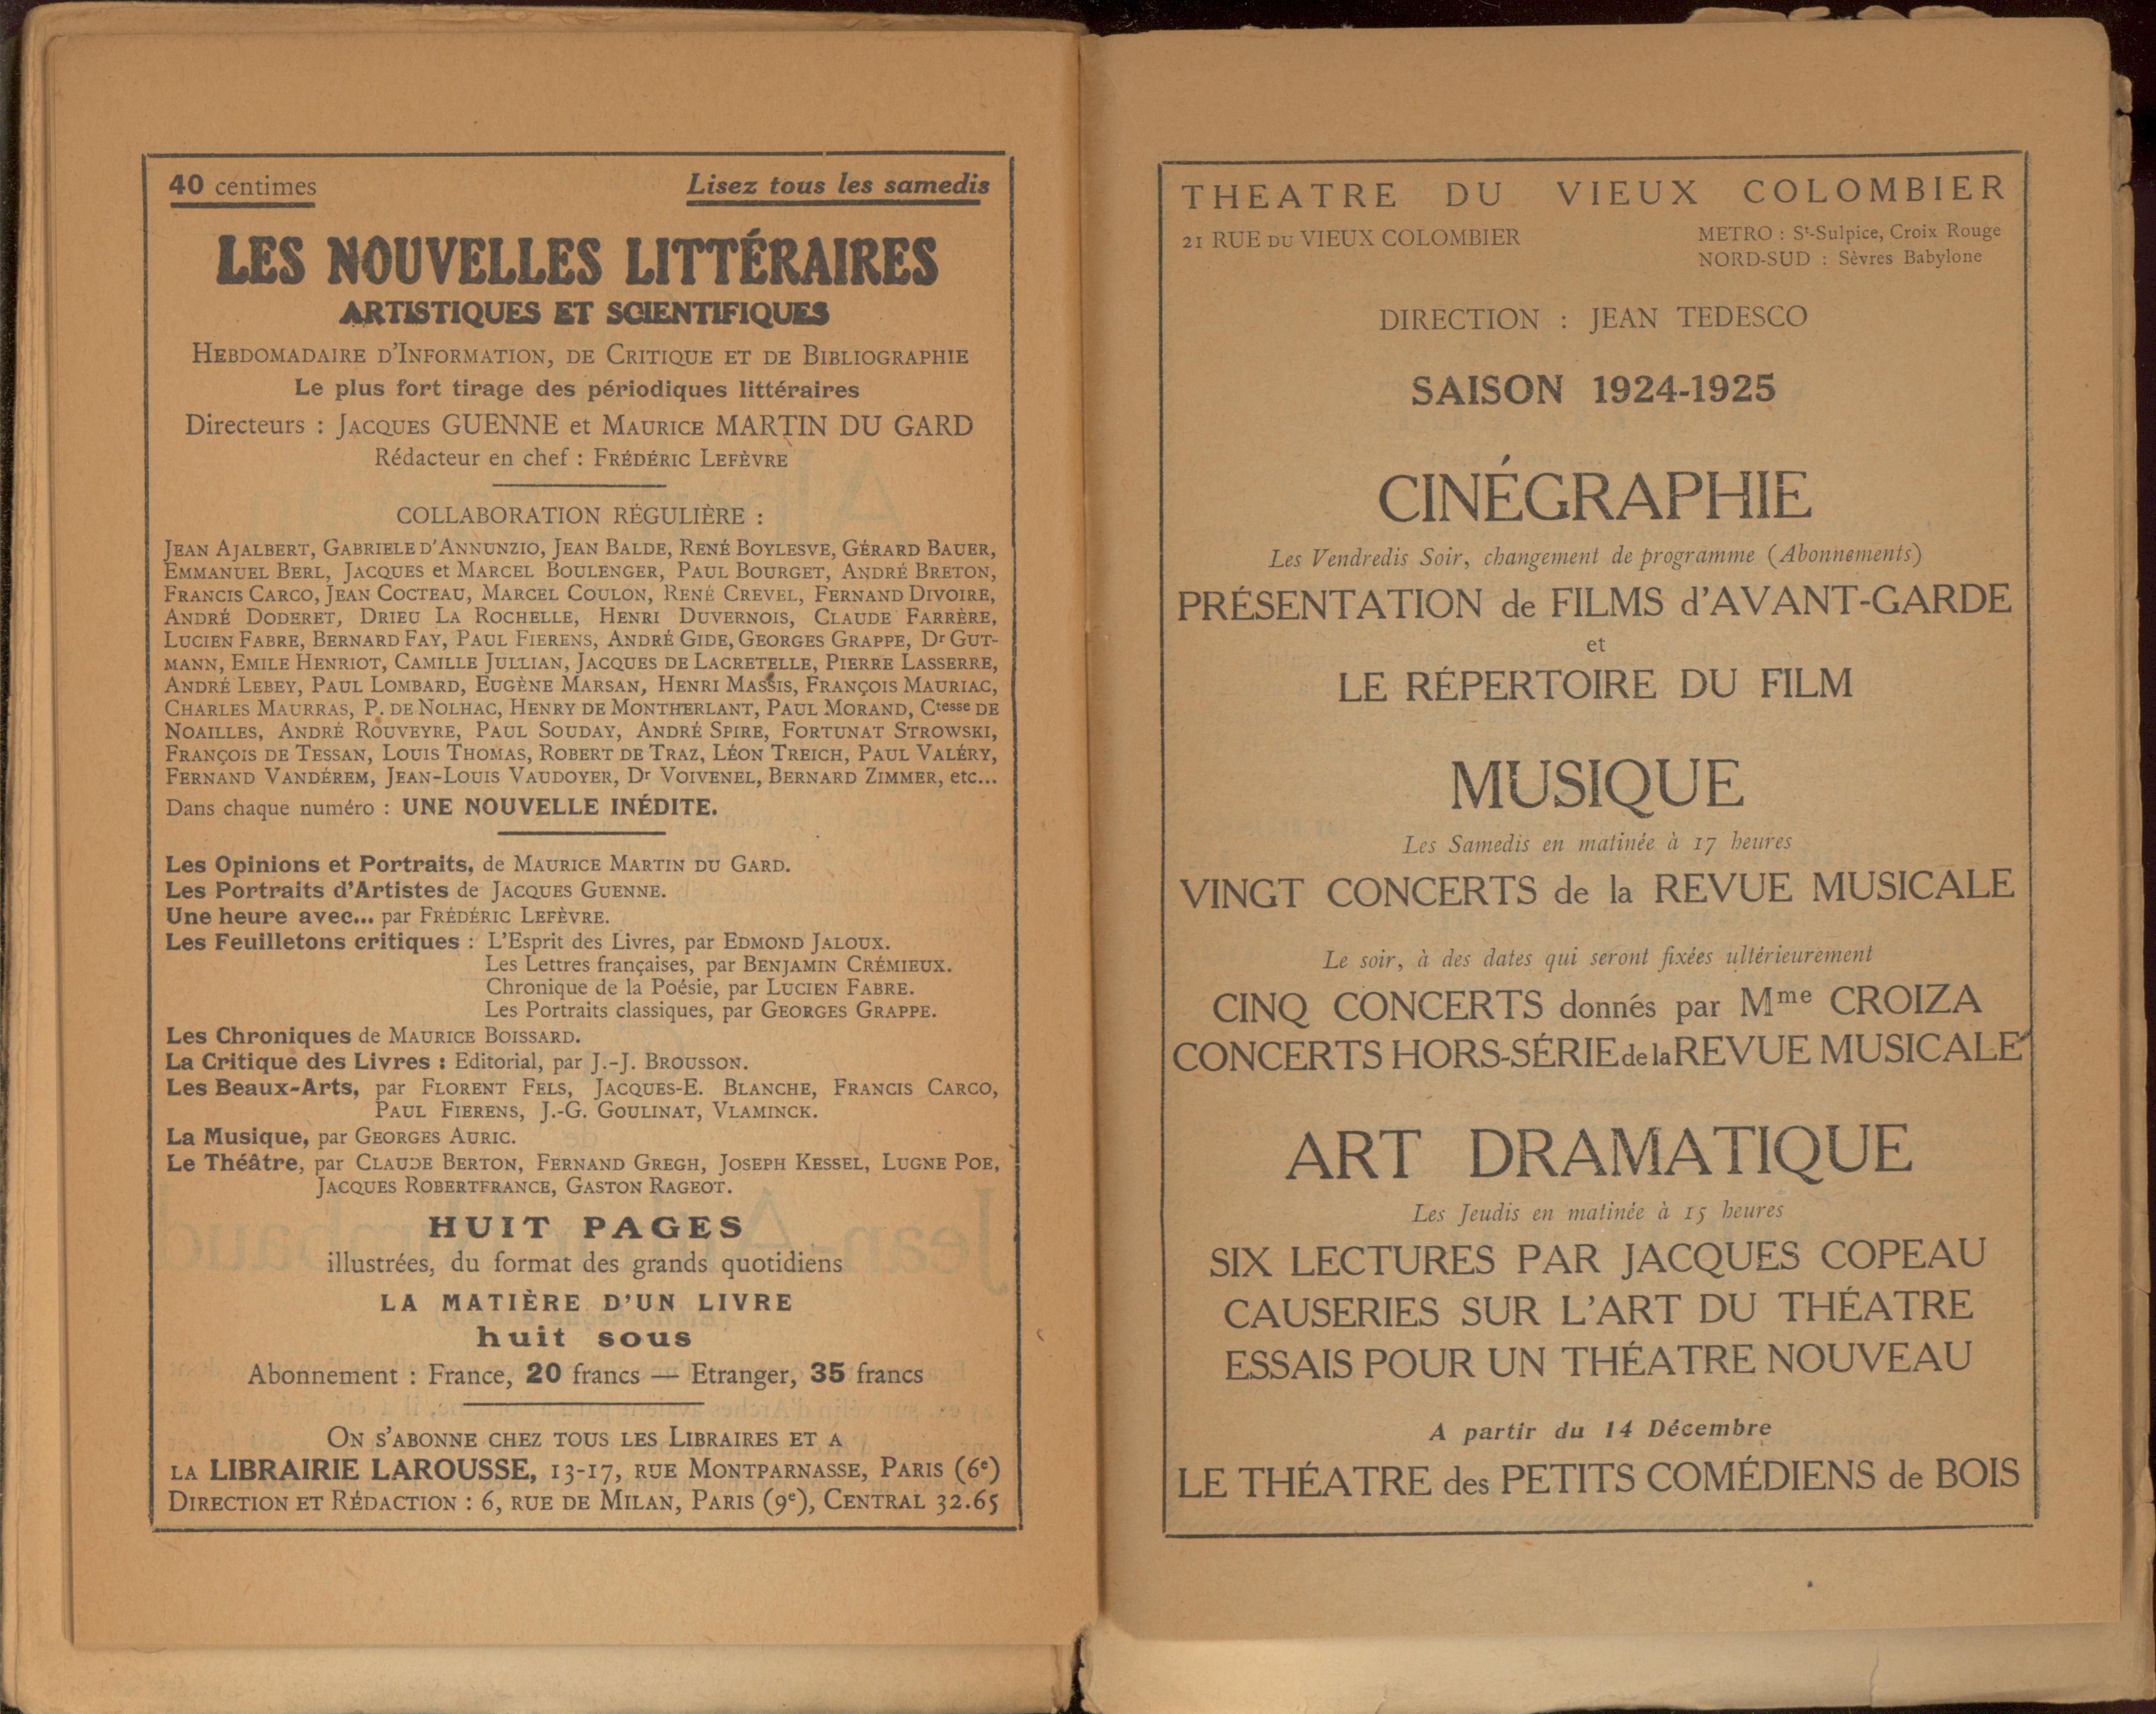 40 centimes Lisez tous les samedis
LES NOUVELLES LITTÉRAIRES
ARTISTIQUES ET SCIENTIFIQUES
HEBDOMADAIRE D'INFORMATION, DE CRITIQUE ET DE BIBLIOGRAPHIE
Le plus fort tirage des périodiques littéraires
Directeurs : JACQUES GUENNE et MAURICE MARTIN DU GARD
Rédacteur en chef : FRÉDÉRIC LEFÈVRE
COLLABORATION RÉGULIÈRE :
JEAN AJALBERT, GABRIELE D'ANNUNZIO, JEAN BALDE, RENÉ BOYLESVE, GÉRARD BAUER,
EMMANUEL BERL, JACQUES et MARCEL BOULENGER, PAUL BOURGET, ANDRÉ BRETON,
FRANCIS CARCO, JEAN COCTEAU, MARCEL COULON, RENÉ CREVEL, FERNAND DIVOIRE,
ANDRÉ DODERET, DRIEU LA ROCHELLE, HENRI DUVERNOIS, CLAUDE FARRÈRE,
LUCIEN FABRE, BERNARD FAY, PAUL FIERENS, ANDRÉ GIDE, GEORGES GRAPPE, Dr GUT-
MANN, EMILE HENRIOT, CAMILLE JULLIAN, JACQUES DE LACRETELLE, PIERRE LASSERRE,
ANDRÉ LEBEY, PAUL LOMBARD, EUGÈNE MARSAN, HENRI MASSIS, FRANÇOIS MAURIAC,
CHARLES MAURRAS, P. DE NOLHAC, HENRY DE MONTHERLANT, PAUL MORAND, Ctesse DE
NOAILLES, ANDRÉ ROUVEYRE, PAUL SOUDAY, ANDRÉ SPIRE, FORTUNAT STROWSKI,
FRANÇOIS DE TESSAN, LOUIS THOMAS, ROBERT DE TRAZ, LÉON TREICH, PAUL VALÉRY,
FERNAND VANDÉREM, JEAN-LOUIS VAUDOYER, Dr VOIVENEL, BERNARD ZIMMER, etc...
Dans chaque numéro : UNE NOUVELLE INÉDITE.
Les Opinions et Portraits, de MAURICE MARTIN DU GARD.
Les Portraits d'Artistes de JACQUES GUENNE.
Une heure avec... par FRÉDÉRIC LEFÈVRE.
Les Feuilletons critiques : L'Esprit des Livres, par EDMOND JALOUX.
Les Lettres françaises, par BENJAMIN CRÉMIEUX.
Chronique de la Poésie, par LUCIEN FABRE.
Les Portraits classiques, par GEORGES GRAPPE.
Les Chroniques de MAURICE BOISSARD.
La Critique des Livres : Editorial, par J.-J. BROUSSON.
Les Beaux-Arts, par FLORENT FELS, JACQUES-E. BLANCHE, FRANCIS CARCO,
PAUL FIERENS, J.-G. GOULINAT, VLAMINCK.
La Musique, par GEORGES AURIC.
Le Théâtre, par CLAUDE BERTON, FERNAND GREGH, JOSEPH KESSEL, LUGNE POE,
JACQUES ROBERTFRANCE, GASTON RAGEOT.
HUIT PAGES
illustrées, du format des grands quotidiens
LA MATIÈRE D'UN LIVRE
huit sous
Abonnement : France, 20 francs — Etranger, 35 francs
ON S'ABONNE CHEZ TOUS LES LIBRAIRES ET A
LA LIBRAIRIE LAROUSSE, 13-17, RUE MONTPARNASSE, PARIS (6e)
DIRECTION ET RÉDACTION : 6, RUE DE MILAN, PARIS (9e), CENTRAL 32.65
THEATRE DU VIEUX COLOMBIER
21 RUE DU VIEUX COLOMBIER METRO : St-Sulpice, Croix Rouge
NORD-SUD : Sèvres Babylone
DIRECTION : JEAN TEDESCO
SAISON 1924-1925
CINÉGRAPHIE
Les Vendredis Soir, changement de programme (Abonnements)
PRÉSENTATION de FILMS d'AVANT-GARDE
et
LE RÉPERTOIRE DU FILM
MUSIQUE
Les Samedis en matinée à 17 heures
VINGT CONCERTS de la REVUE MUSICALE
Le soir, à des dates qui seront fixées ultérieurement
CINQ CONCERTS donnés par Mme CROIZA
CONCERTS HORS-SÉRIE de la REVUE MUSICALE
ART DRAMATIQUE
Les Jeudis en matinée à 15 heures
SIX LECTURES PAR JACQUES COPEAU
CAUSERIES SUR L'ART DU THÉATRE
ESSAIS POUR UN THÉATRE NOUVEAU
A partir du 14 Décembre
LE THÉATRE des PETITS COMÉDIENS de BOIS